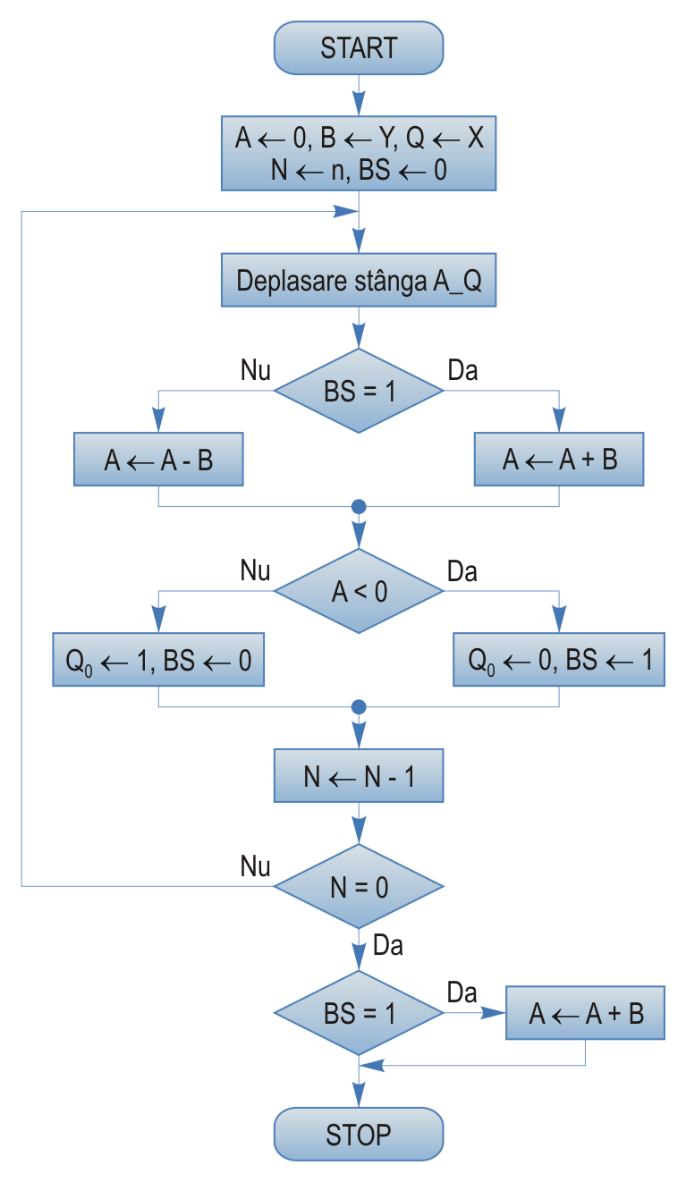 START
A ← 0, B ← Y, Q ← X
N ← n, BS ← 0
Deplasare stânga A_Q
Nu
BS = 1
Da
A ← A - B
A ← A + B
Nu
A < 0
Da
Q₀ ← 1, BS ← 0
Q₀ ← 0, BS ← 1
N ← N - 1
Nu
N = 0
Da
BS = 1
Da
A ← A + B
STOP